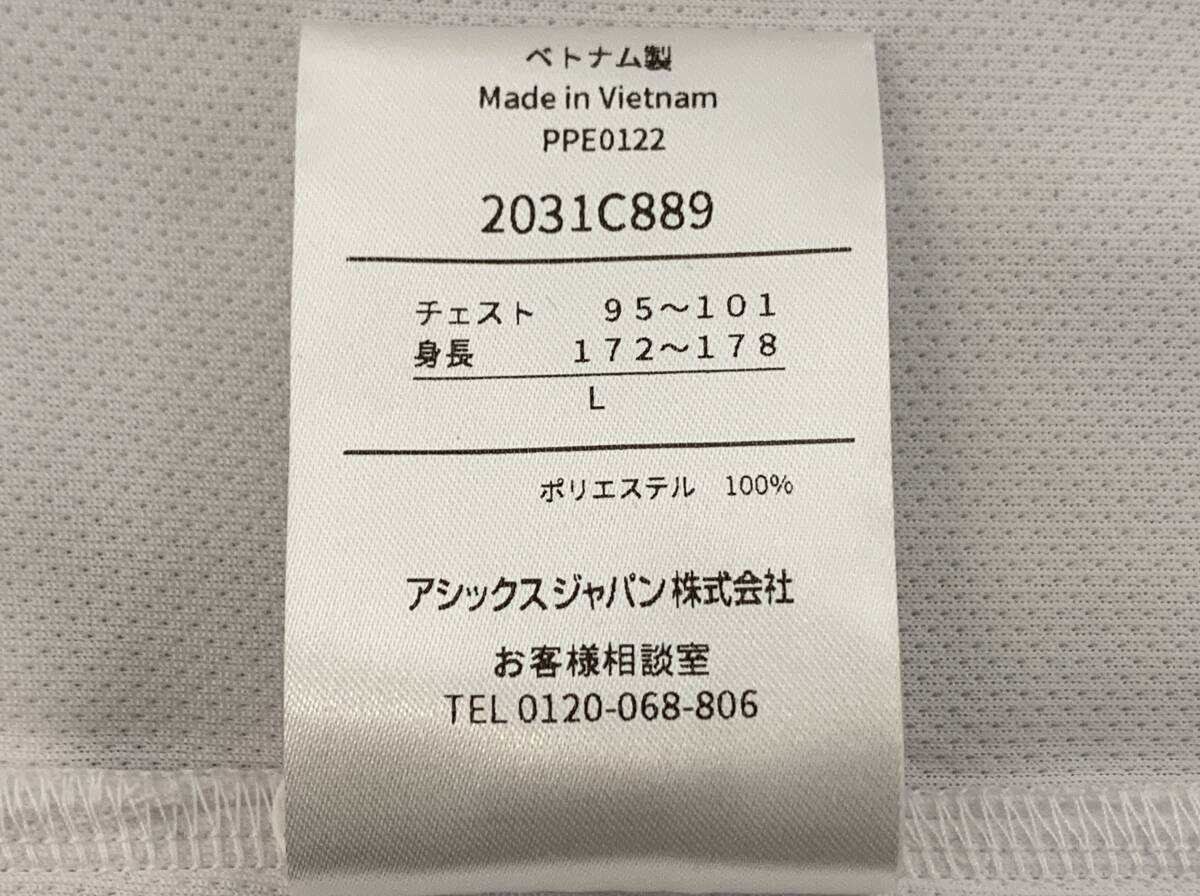 ベトナム製
Made in Vietnam
PPE0122
2031C889
チェスト 95～101
身長 172～178
L
ポリエステル 100%
アシックスジャパン株式会社
お客様相談室
TEL 0120-068-806